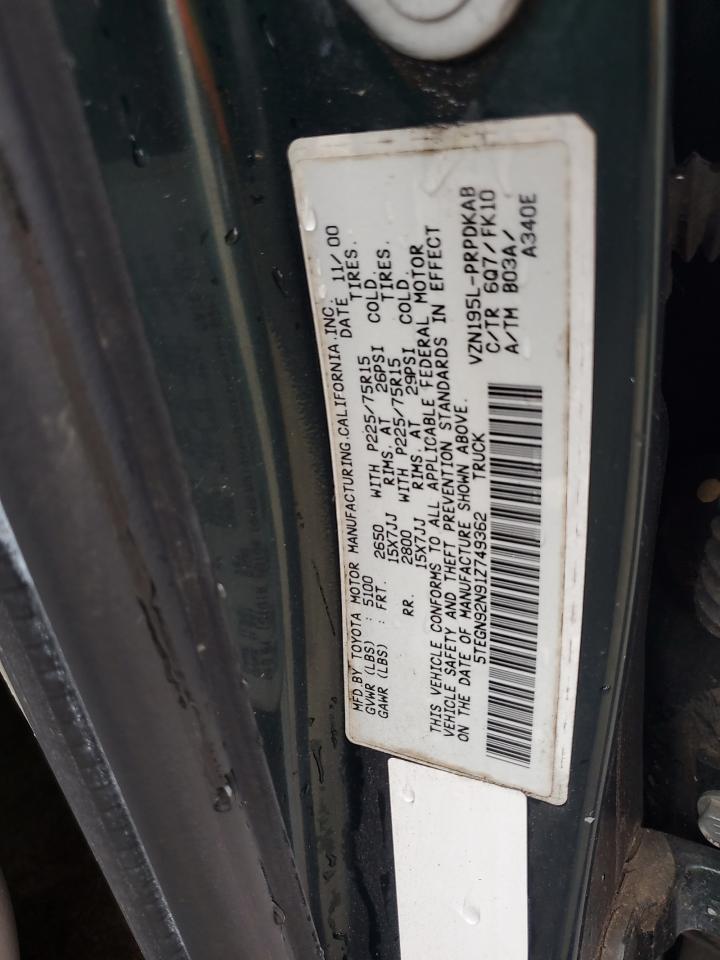 MFD.BY TOYOTA MOTOR MANUFACTURING.CALIFORNIA.INC.
DATE 11/00
GVWR (LBS) : 5100
GAWR (LBS) : FRT. 2650 WITH P225/75R15 TIRES.
15X7JJ RIMS. AT 26PSI COLD.
RR. 2800 WITH P225/75R15 TIRES.
15X7JJ RIMS. AT 29PSI COLD.
THIS VEHICLE CONFORMS TO ALL APPLICABLE FEDERAL MOTOR
VEHICLE SAFETY AND THEFT PREVENTION STANDARDS IN EFFECT
ON THE DATE OF MANUFACTURE SHOWN ABOVE.
5TEGN92N91Z749362 TRUCK
VZN195L-PRPDKAB
C/TR 6Q7/FK10
A/TM B03A/
A340E